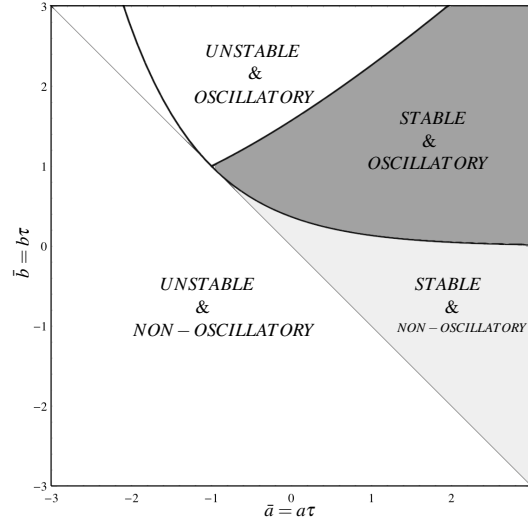 3
2
1
0
−1
−2
−3
b̄ = bτ
UNSTABLE
&
OSCILLATORY
STABLE
&
OSCILLATORY
UNSTABLE
&
NON − OSCILLATORY
STABLE
&
NON − OSCILLATORY
−3 −2 −1 0 1 2
ā = aτ